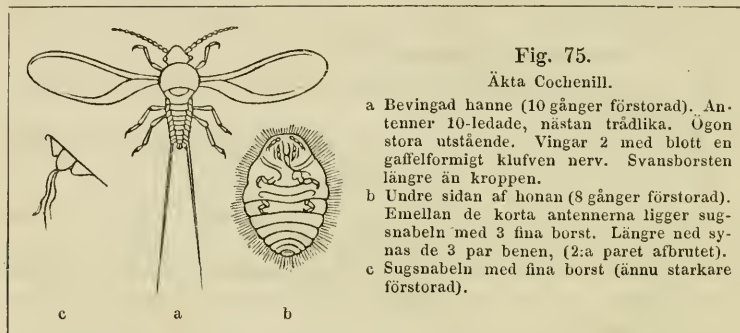 Fig. 75.
Äkta Cochenill.
a Bevingad hanne (10 gånger förstorad). An-
tenner 10-ledade, nästan trådlika. Ögon
stora utstående. Vingar 2 med blott en
gaffelformigt klufven nerv. Svansborsten
längre än kroppen.
b Undre sidan af honan (8 gånger förstorad).
Emellan de korta antennerna ligger sug-
snabeln med 3 fina borst. Längre ned sy-
nas de 3 par benen, (2:a paret afbrutet).
c Sugsnabeln med fina borst (ännu starkare
förstorad).
c a b